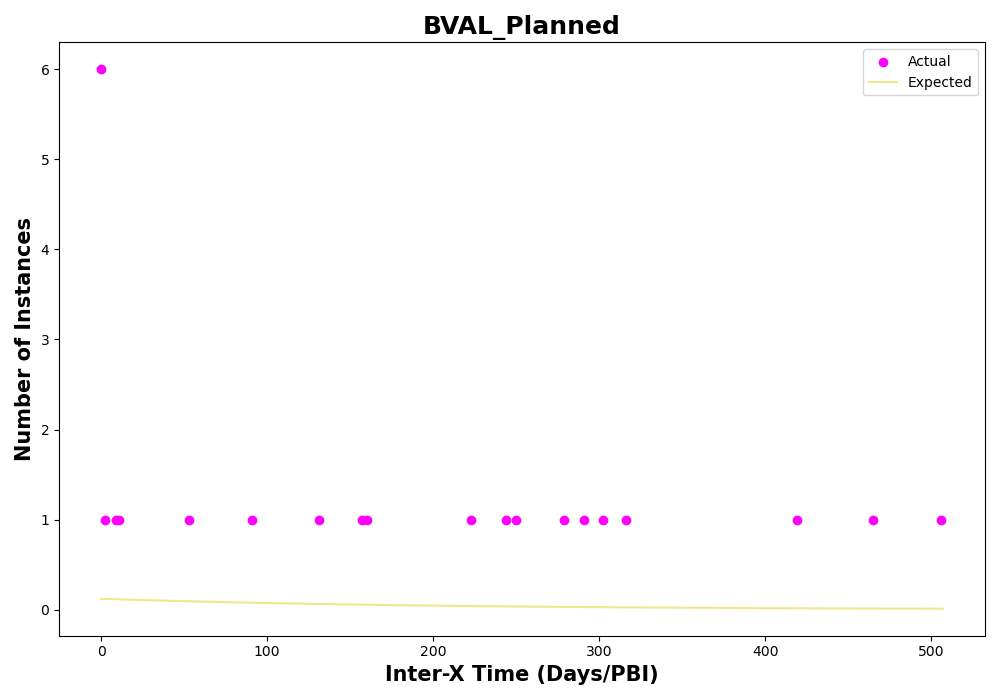 BVAL_Planned
Actual
Expected
Number of Instances
6
5
4
3
2
1
0
0 100 200 300 400 500
Inter-X Time (Days/PBI)